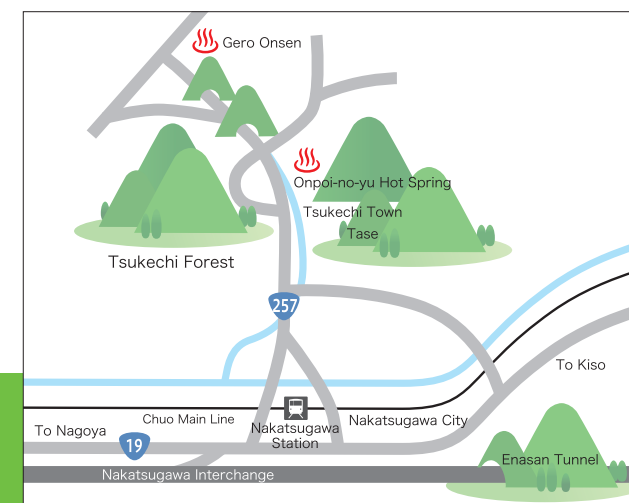 Gero Onsen
Onpoi-no-yu Hot Spring
Tsukechi Town
Tase
Tsukechi Forest
257
To Kiso
Chuo Main Line
Nakatsugawa City
To Nagoya
19
Nakatsugawa
Station
Enasan Tunnel
Nakatsugawa Interchange